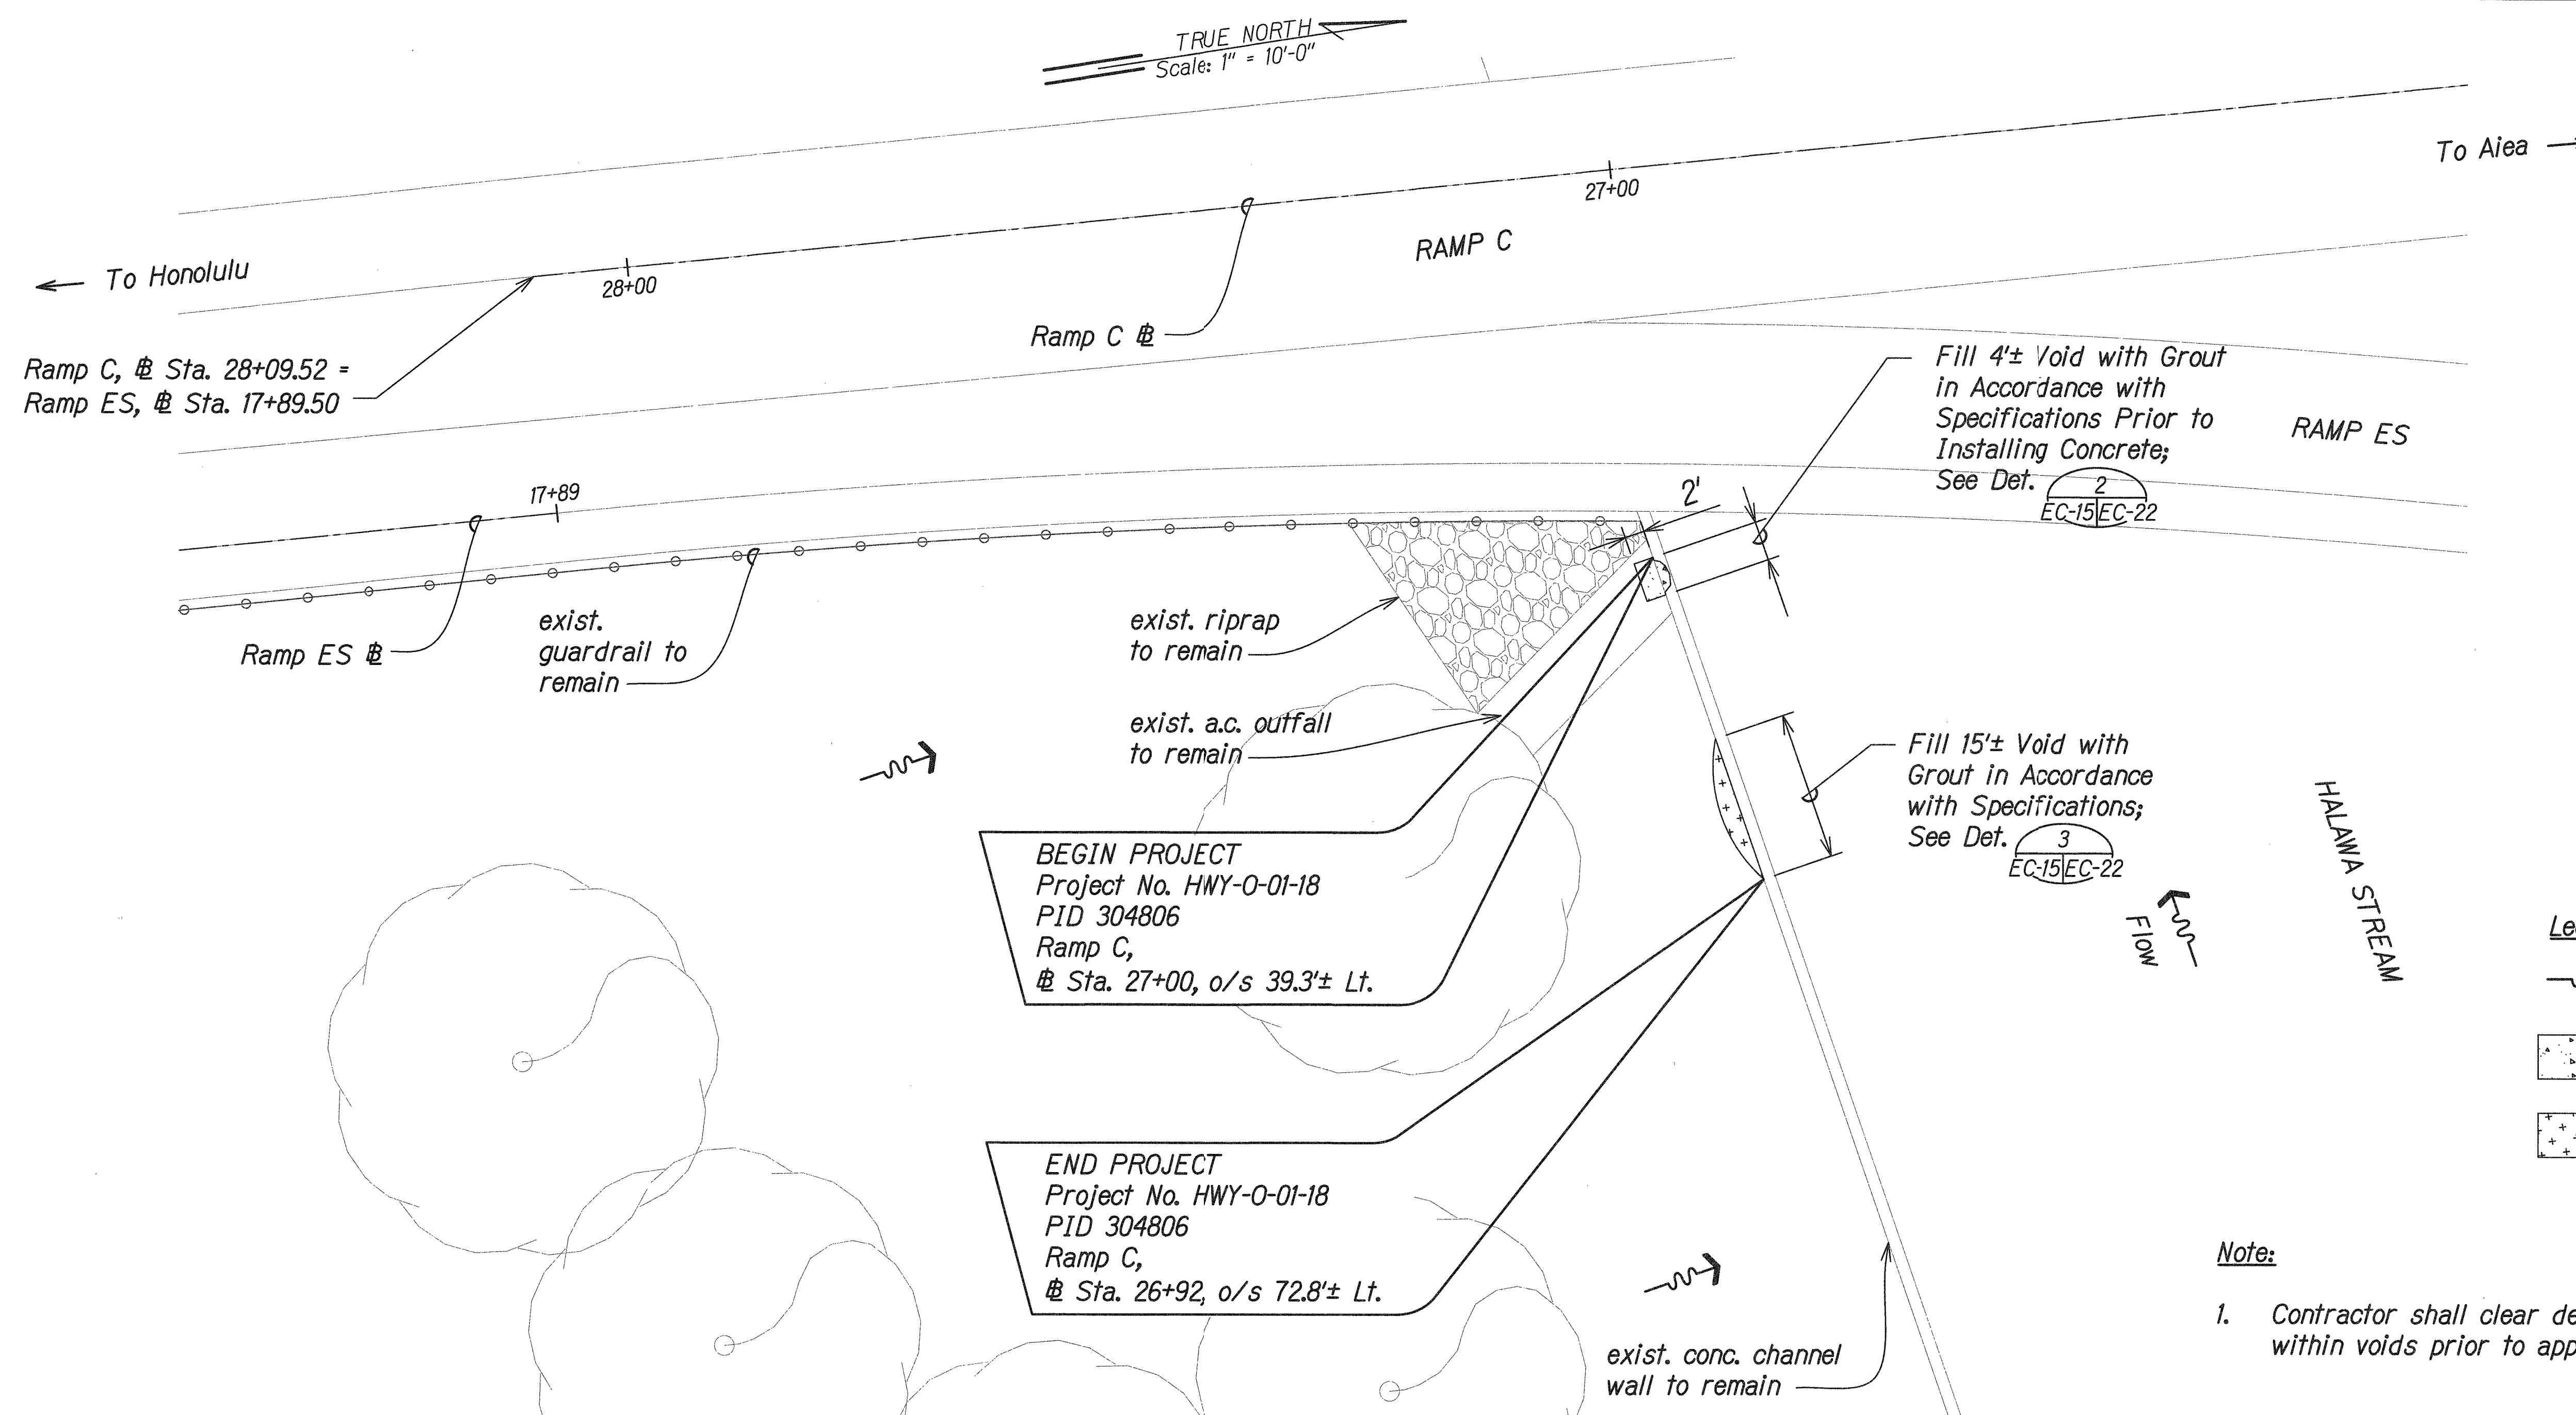 TRUE NORTH
Scale: 1" = 10'-0"
To Aiea
27+00
RAMP C
To Honolulu
28+00
Ramp C ℄
Ramp C, ℄ Sta. 28+09.52 =
Ramp ES, ℄ Sta. 17+89.50
Fill 4'± Void with Grout
in Accordance with
Specifications Prior to
Installing Concrete;
See Det.
2
EC-15 EC-22
RAMP ES
17+89
2'
Ramp ES ℄
exist.
guardrail to
remain
exist. riprap
to remain
exist. a.c. outfall
to remain
Fill 15'± Void with
Grout in Accordance
with Specifications;
See Det.
3
EC-15 EC-22
HALAWA STREAM
Flow
BEGIN PROJECT
Project No. HWY-O-01-18
PID 304806
Ramp C,
℄ Sta. 27+00, o/s 39.3'± Lt.
END PROJECT
Project No. HWY-O-01-18
PID 304806
Ramp C,
℄ Sta. 26+92, o/s 72.8'± Lt.
exist. conc. channel
wall to remain
Note:
1. Contractor shall clear
within voids prior to